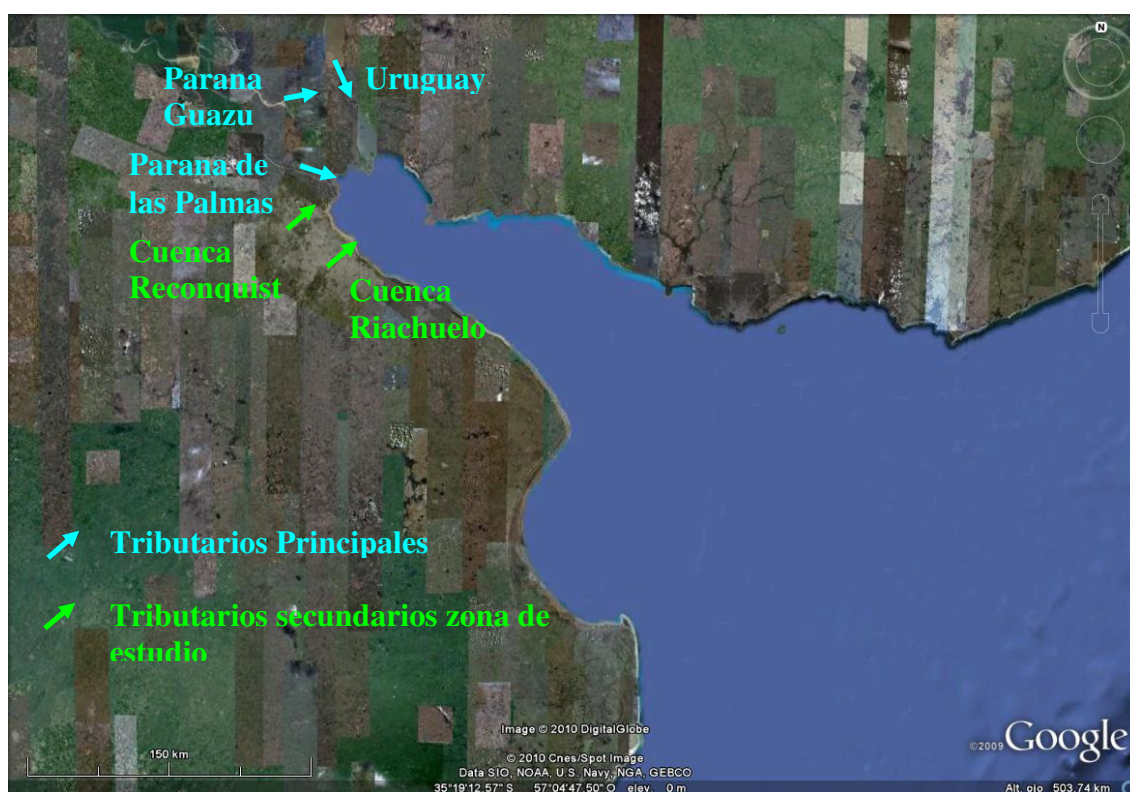 N
Parana
Guazu
Uruguay
Parana de
las Palmas
Cuenca
Reconquist
Cuenca
Riachuelo
Tributarios Principales
Tributarios secundarios zona de
estudio
150 km
Image © 2010 DigitalGlobe
© 2010 Cnes/Spot Image
Data SIO, NOAA, U.S. Navy, NGA, GEBCO
©2009 Google
35°19'12.57" S 57°04'47.50" O elev. 0 m
Alt. ojo 503.74 km